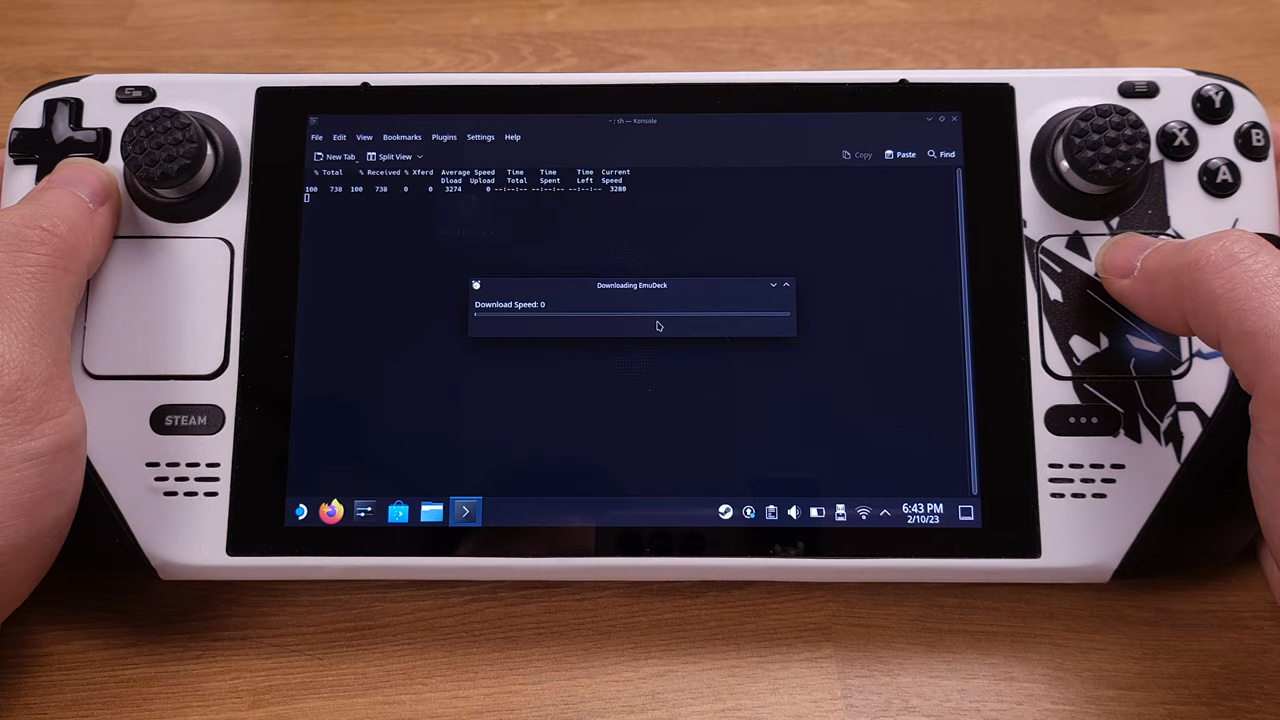 ~ : sh — Konsole
File Edit View Bookmarks Plugins Settings Help
New Tab Split View Copy Paste Find
% Total % Received % Xferd Average Speed Time Time Time Current
Dload Upload Total Spent Left Speed
100 738 100 738 0 0 3274 0 --:--:-- --:--:-- --:--:-- 3280
Downloading EmuDeck
Download Speed: 0
6:43 PM
2/10/23
STEAM
Y
X
B
A